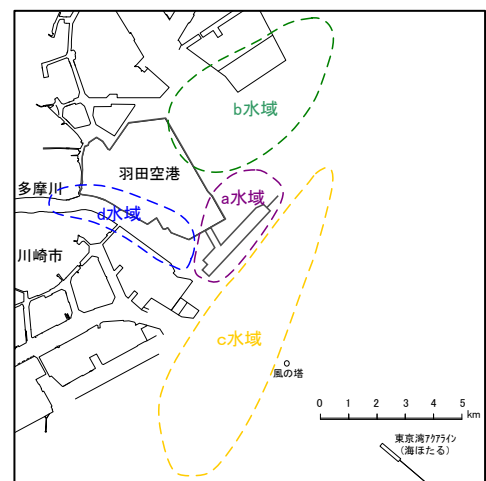 b水域
羽田空港
多摩川
a水域
d水域
川崎市
c水域
風の塔
0 1 2 3 4 5
km
東京湾ｱｸｱﾗｲﾝ
（海ほたる）